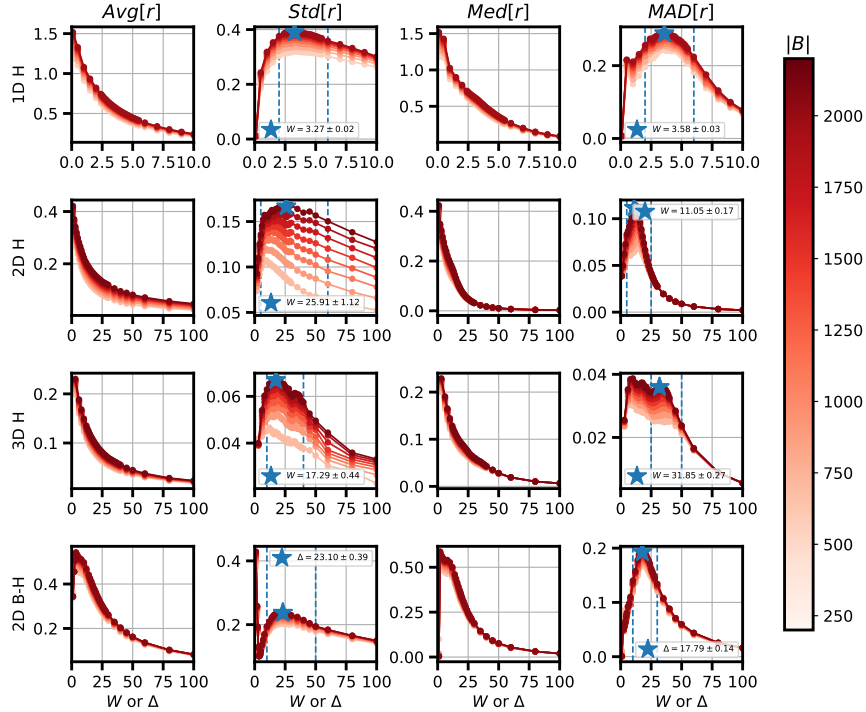 Avg[r] Std[r] Med[r] MAD[r]
|B|
1D H
1.5
1.0
0.5
0.0 2.5 5.0 7.5 10.0
0.4
0.2
0.0
W = 3.27 ± 0.02
0.0 2.5 5.0 7.5 10.0
1.5
1.0
0.5
0.0 2.5 5.0 7.5 10.0
0.2
0.0
W = 3.58 ± 0.03
0.0 2.5 5.0 7.5 10.0
2D H
0.4
0.2
0 25 50 75 100
0.15
0.10
0.05
W = 25.91 ± 1.12
0 25 50 75 100
0.4
0.2
0.0
0 25 50 75 100
0.10
0.05
0.00
W = 11.05 ± 0.17
0 25 50 75 100
3D H
0.2
0.1
0 25 50 75 100
0.06
0.04
W = 17.29 ± 0.44
0 25 50 75 100
0.2
0.1
0.0
0 25 50 75 100
0.04
0.02
W = 31.85 ± 0.27
0 25 50 75 100
2D B-H
0.4
0.2
0 25 50 75 100
W or Δ
0.4
0.2
Δ = 23.10 ± 0.39
0 25 50 75 100
W or Δ
0.50
0.25
0.00
0 25 50 75 100
W or Δ
0.2
0.1
0.0
Δ = 17.79 ± 0.14
0 25 50 75 100
W or Δ
2000
1750
1500
1250
1000
750
500
250